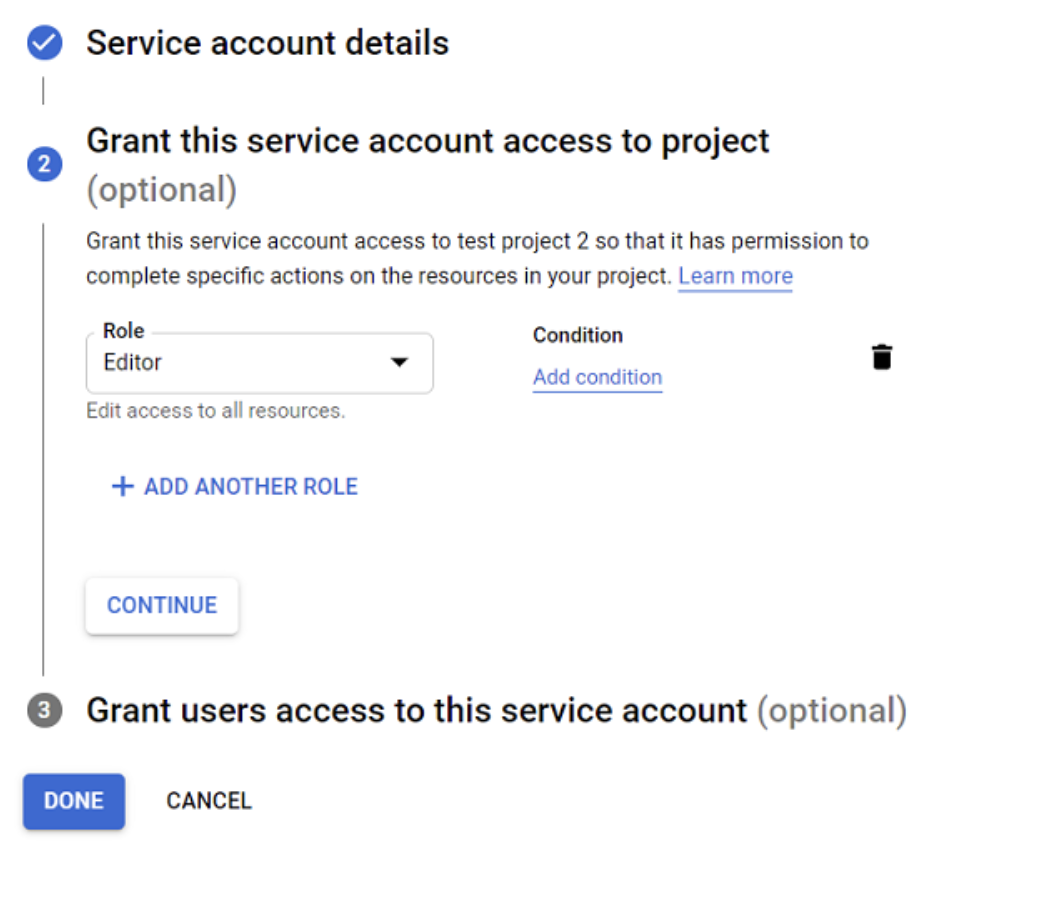 Service account details
2
Grant this service account access to project
(optional)
Grant this service account access to test project 2 so that it has permission to
complete specific actions on the resources in your project. Learn more
Role
Editor
Edit access to all resources.
Condition
Add condition
+ ADD ANOTHER ROLE
CONTINUE
3
Grant users access to this service account (optional)
DONE
CANCEL